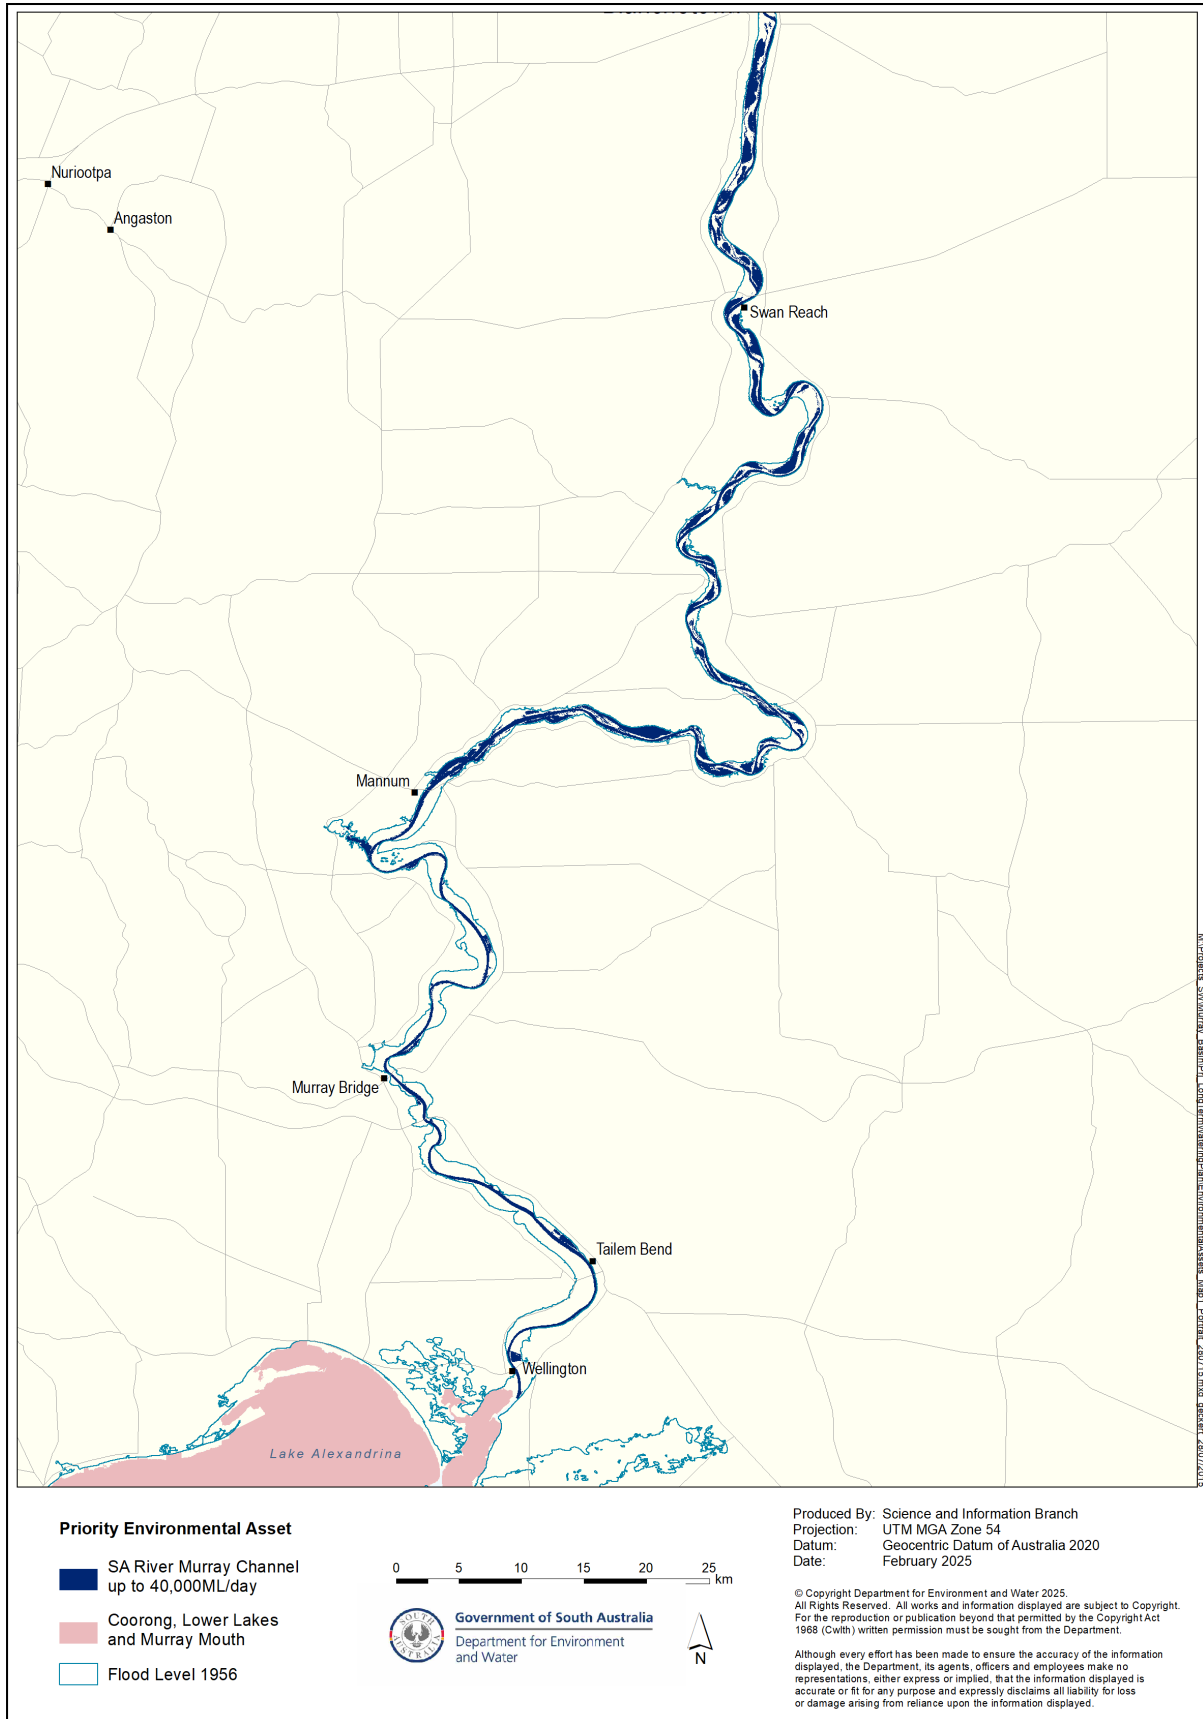 Nuriootpa
Angaston
Swan Reach
Mannum
Murray Bridge
Tailem Bend
Wellington
Lake Alexandrina
Priority Environmental Asset
SA River Murray Channel
up to 40,000ML/day
Coorong, Lower Lakes
and Murray Mouth
Flood Level 1956
0 5 10 15 20 25
km
SOUTH
AUSTRALIA
Government of South Australia
Department for Environment
and Water
N
Produced By: Science and Information Branch
Projection: UTM MGA Zone 54
Datum: Geocentric Datum of Australia 2020
Date: February 2025
© Copyright Department for Environment and Water 2025.
All Rights Reserved. All works and information displayed are subject to Copyright.
For the reproduction or publication beyond that permitted by the Copyright Act
1968 (Cwlth) written permission must be sought from the Department.
Although every effort has been made to ensure the accuracy of the information
displayed, the Department, its agents, officers and employees make no
representations, either express or implied, that the information displayed is
accurate or fit for any purpose and expressly disclaims all liability for loss
or damage arising from reliance upon the information displayed.